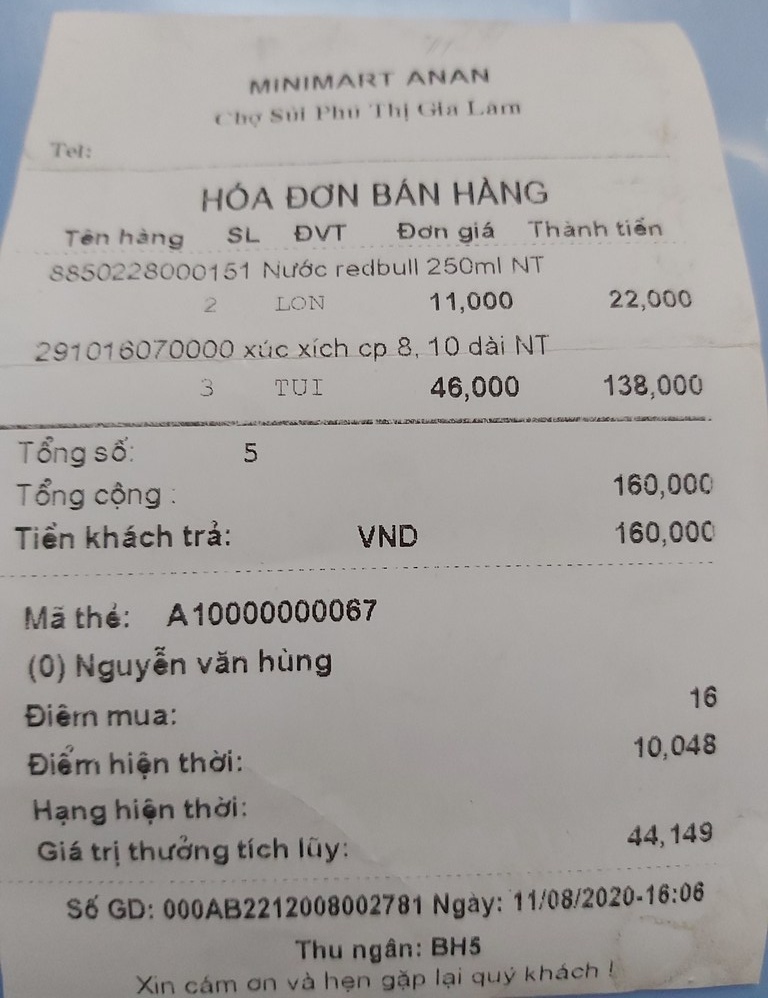 MINIMART ANAN
Chợ Sủi Phú Thị Gia Lâm
Tel:
HÓA ĐƠN BÁN HÀNG
Tên hàng SL ĐVT Đơn giá Thành tiền
8850228000151 Nước redbull 250ml NT
2 LON 11,000 22,000
291016070000 xúc xích cp 8, 10 dài NT
3 TUI 46,000 138,000
Tổng số: 5
Tổng cộng : 160,000
Tiền khách trả: VND 160,000
Mã thẻ: A10000000067
(0) Nguyễn văn hùng
Điểm mua: 16
Điểm hiện thời: 10,048
Hạng hiện thời:
Giá trị thưởng tích lũy: 44,149
Số GD: 000AB2212008002781 Ngày: 11/08/2020-16:06
Thu ngân: BH5
Xin cám ơn và hẹn gặp lại quý khách !